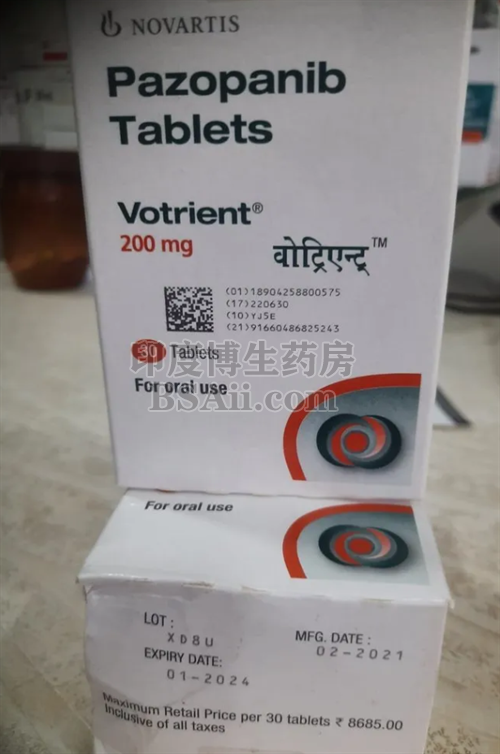 NOVARTIS
Pazopanib
Tablets
Votrient®
200 mg
वोट्रिएन्ट्™
(01)18904258800575
(17)220630
(10)YJ5E
(21)91660486825243
30 Tablets
For oral use
印度博生药房
BSAii.com
For oral use
LOT :
XD8U
MFG. DATE :
02-2021
EXPIRY DATE:
01-2024
Maximum Retail Price per 30 tablets ₹ 8685.00
Inclusive of all taxes